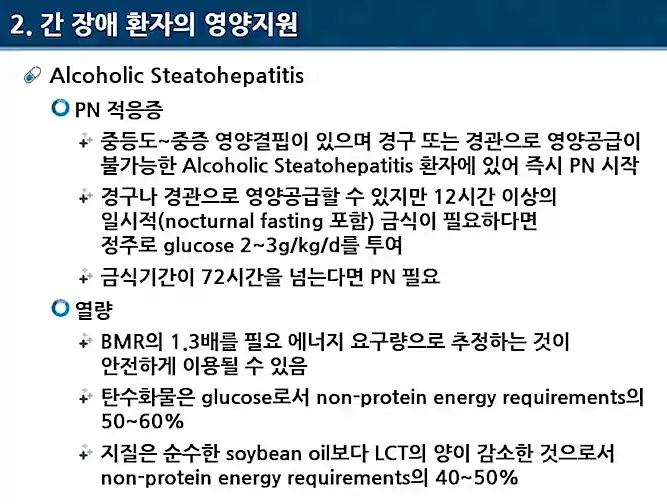 2. 간 장애 환자의 영양지원
Alcoholic Steatohepatitis
PN 적응증
중등도~중증 영양결핍이 있으며 경구 또는 경관으로 영양공급이
불가능한 Alcoholic Steatohepatitis 환자에 있어 즉시 PN 시작
경구나 경관으로 영양공급할 수 있지만 12시간 이상의
일시적(nocturnal fasting 포함) 금식이 필요하다면
정주로 glucose 2~3g/kg/d를 투여
금식기간이 72시간을 넘는다면 PN 필요
열량
BMR의 1.3배를 필요 에너지 요구량으로 추정하는 것이
안전하게 이용될 수 있음
탄수화물은 glucose로서 non-protein energy requirements의
50~60%
지질은 순수한 soybean oil보다 LCT의 양이 감소한 것으로서
non-protein energy requirements의 40~50%